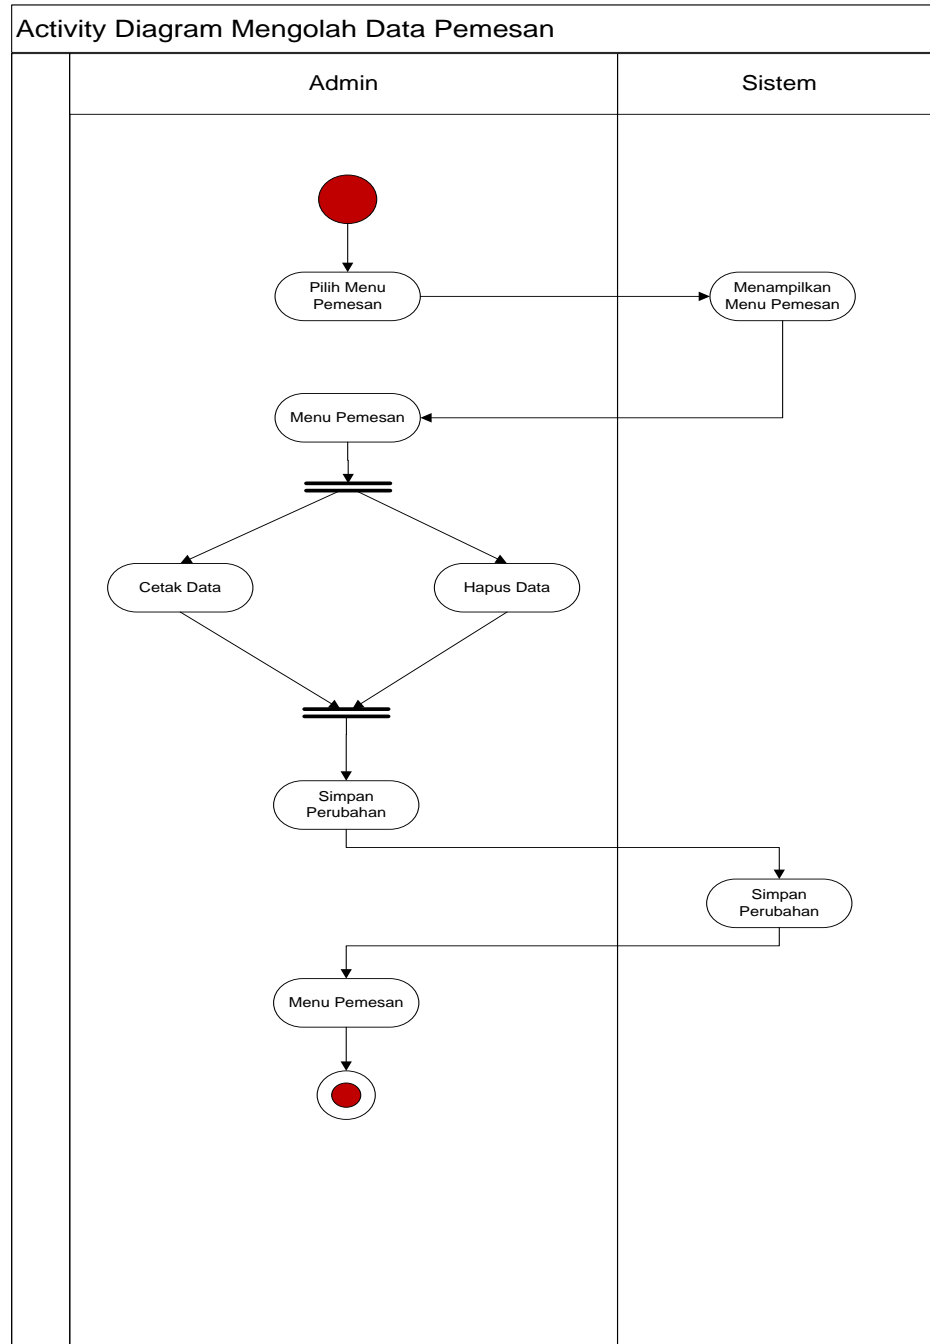 Activity Diagram Mengolah Data Pemesan
Admin
Sistem
Pilih Menu
Pemesan
Menampilkan
Menu Pemesan
Menu Pemesan
Cetak Data
Hapus Data
Simpan
Perubahan
Simpan
Perubahan
Menu Pemesan